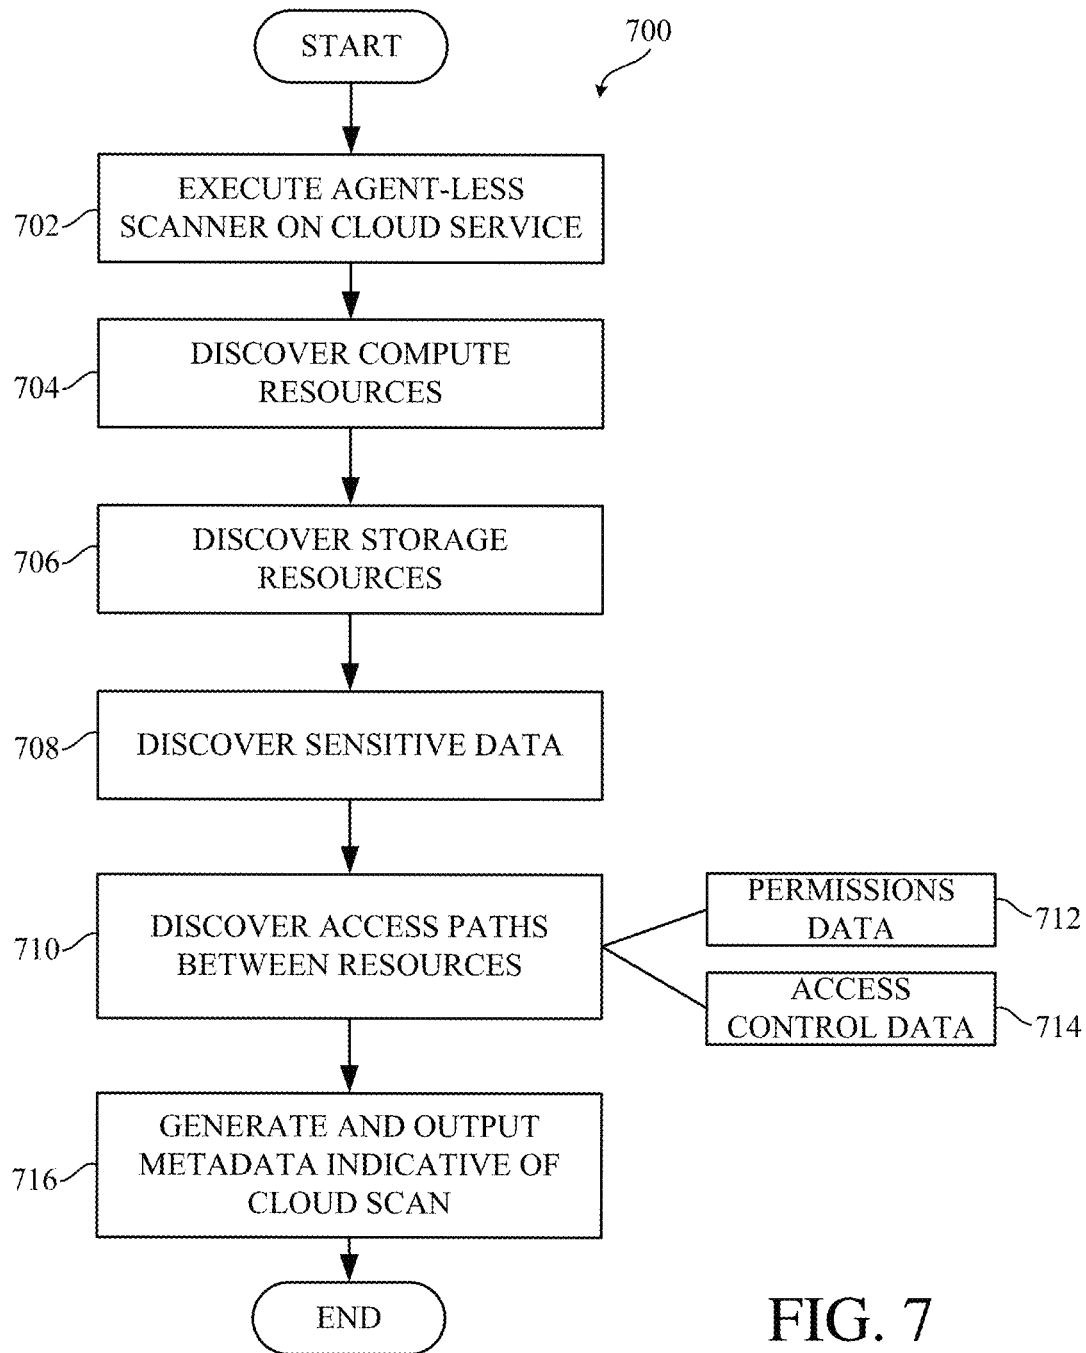 START
700
EXECUTE AGENT-LESS
SCANNER ON CLOUD SERVICE
702
DISCOVER COMPUTE
RESOURCES
704
DISCOVER STORAGE
RESOURCES
706
DISCOVER SENSITIVE DATA
708
DISCOVER ACCESS PATHS
BETWEEN RESOURCES
710
PERMISSIONS
DATA
712
ACCESS
CONTROL DATA
714
GENERATE AND OUTPUT
METADATA INDICATIVE OF
CLOUD SCAN
716
END
FIG. 7